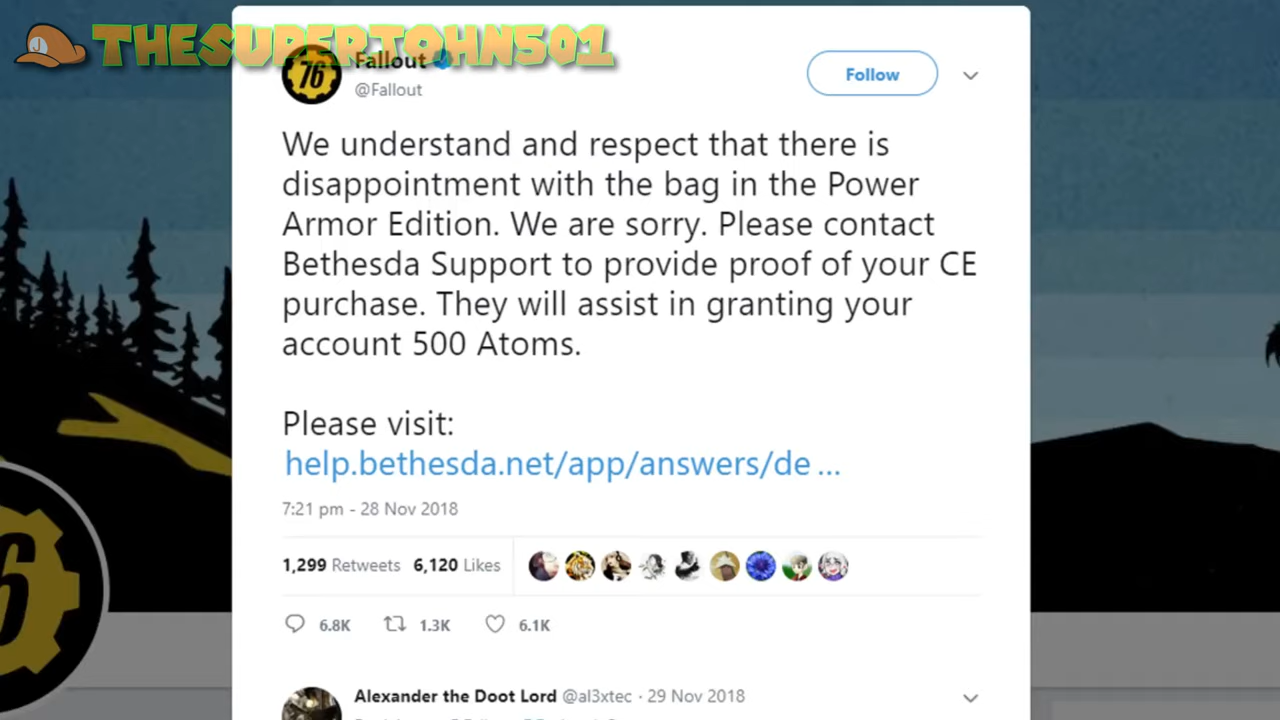 THESUPERJOHN501
76 Fallout
@Fallout
Follow
We understand and respect that there is
disappointment with the bag in the Power
Armor Edition. We are sorry. Please contact
Bethesda Support to provide proof of your CE
purchase. They will assist in granting your
account 500 Atoms.
Please visit:
help.bethesda.net/app/answers/de ...
7:21 pm - 28 Nov 2018
1,299 Retweets 6,120 Likes
6.8K 1.3K 6.1K
Alexander the Doot Lord @al3xtec · 29 Nov 2018